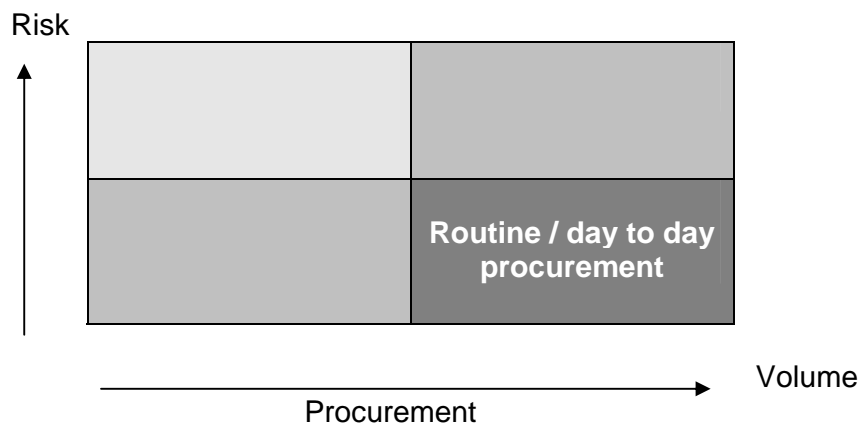 Risk
Routine / day to day
procurement
Volume
Procurement